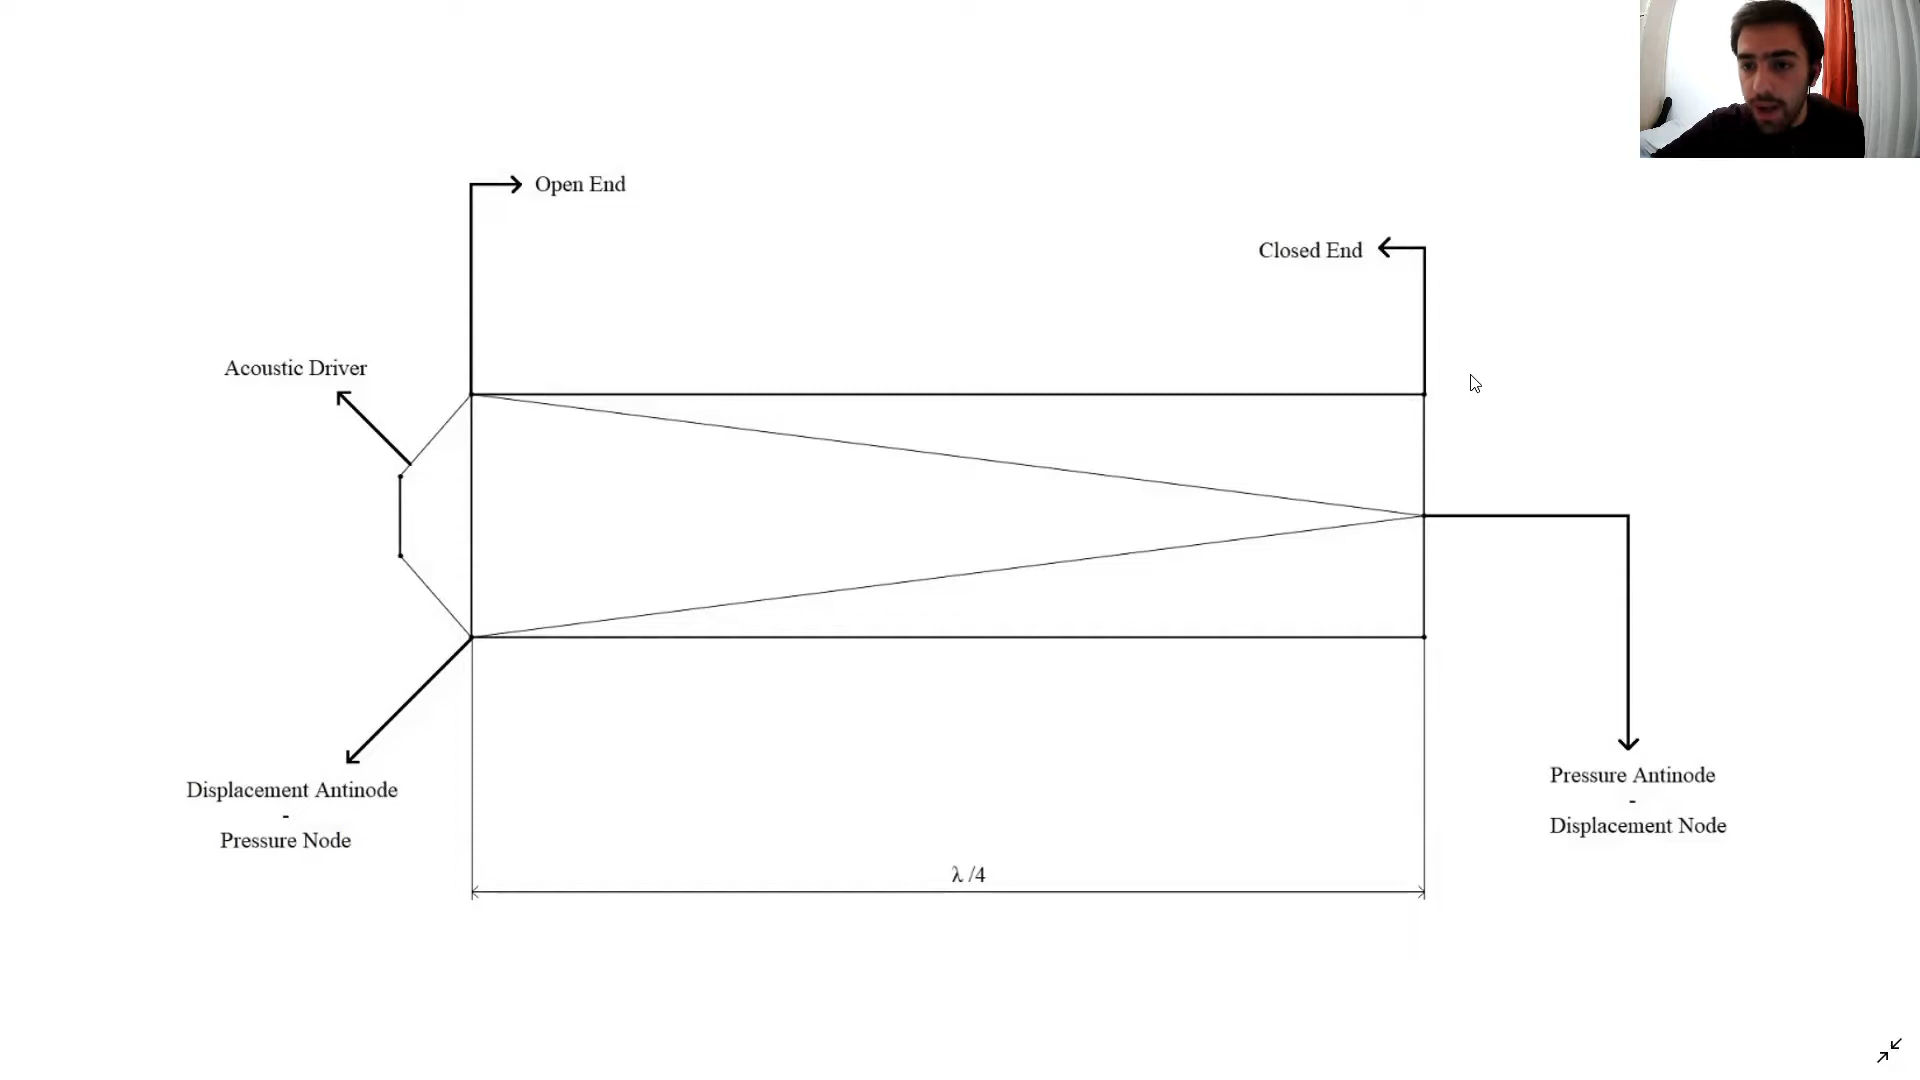 Open End
Closed End
Acoustic Driver
Displacement Antinode
-
Pressure Node
Pressure Antinode
-
Displacement Node
λ /4